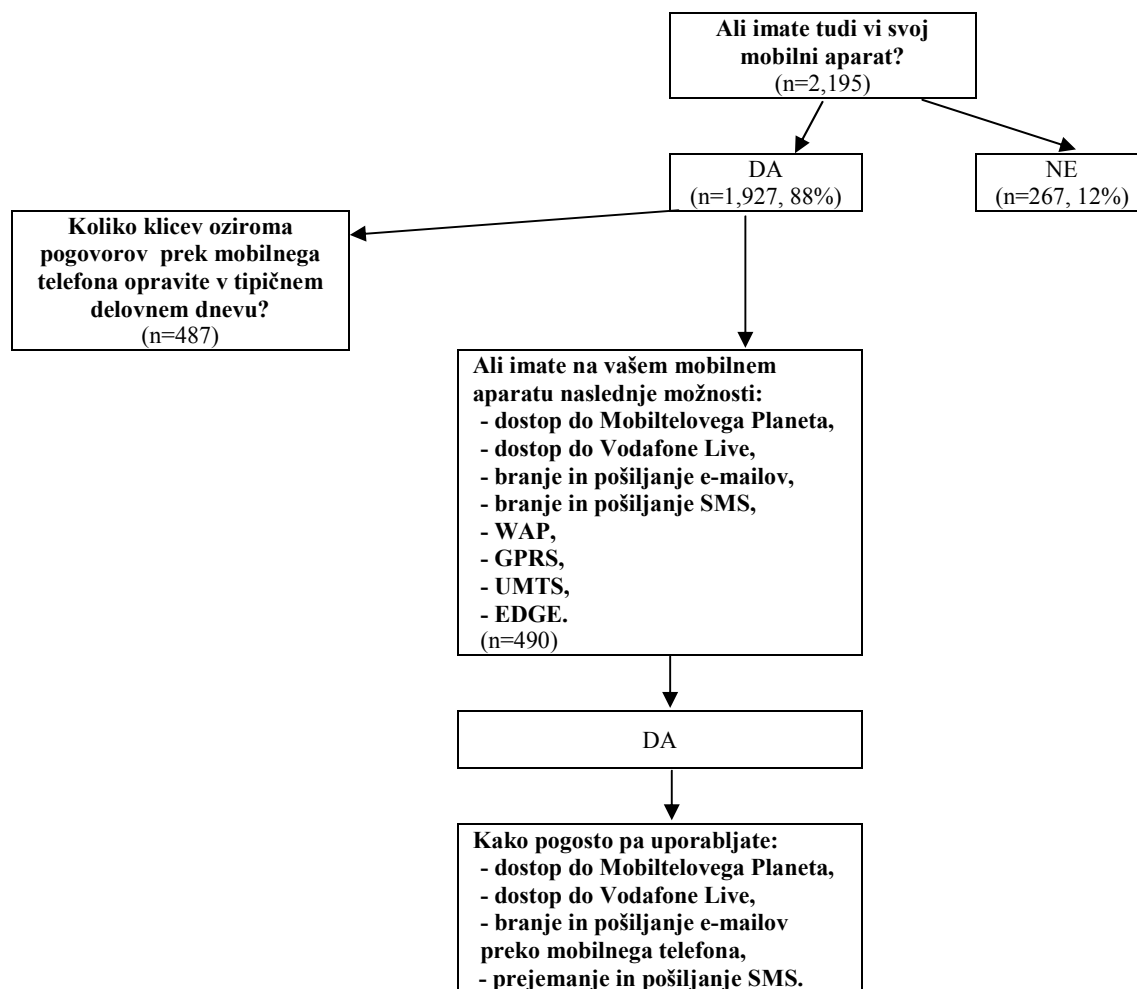 Ali imate tudi vi svoj
mobilni aparat?
(n=2,195)
DA
(n=1,927, 88%)
NE
(n=267, 12%)
Koliko klicev oziroma
pogovorov prek mobilnega
telefona opravite v tipičnem
delovnem dnevu?
(n=487)
Ali imate na vašem mobilnem
aparatu naslednje možnosti:
- dostop do Mobiltelovega Planeta,
- dostop do Vodafone Live,
- branje in pošiljanje e-mailov,
- branje in pošiljanje SMS,
- WAP,
- GPRS,
- UMTS,
- EDGE.
(n=490)
DA
Kako pogosto pa uporabljate:
- dostop do Mobiltelovega Planeta,
- dostop do Vodafone Live,
- branje in pošiljanje e-mailov
preko mobilnega telefona,
- prejemanje in pošiljanje SMS.